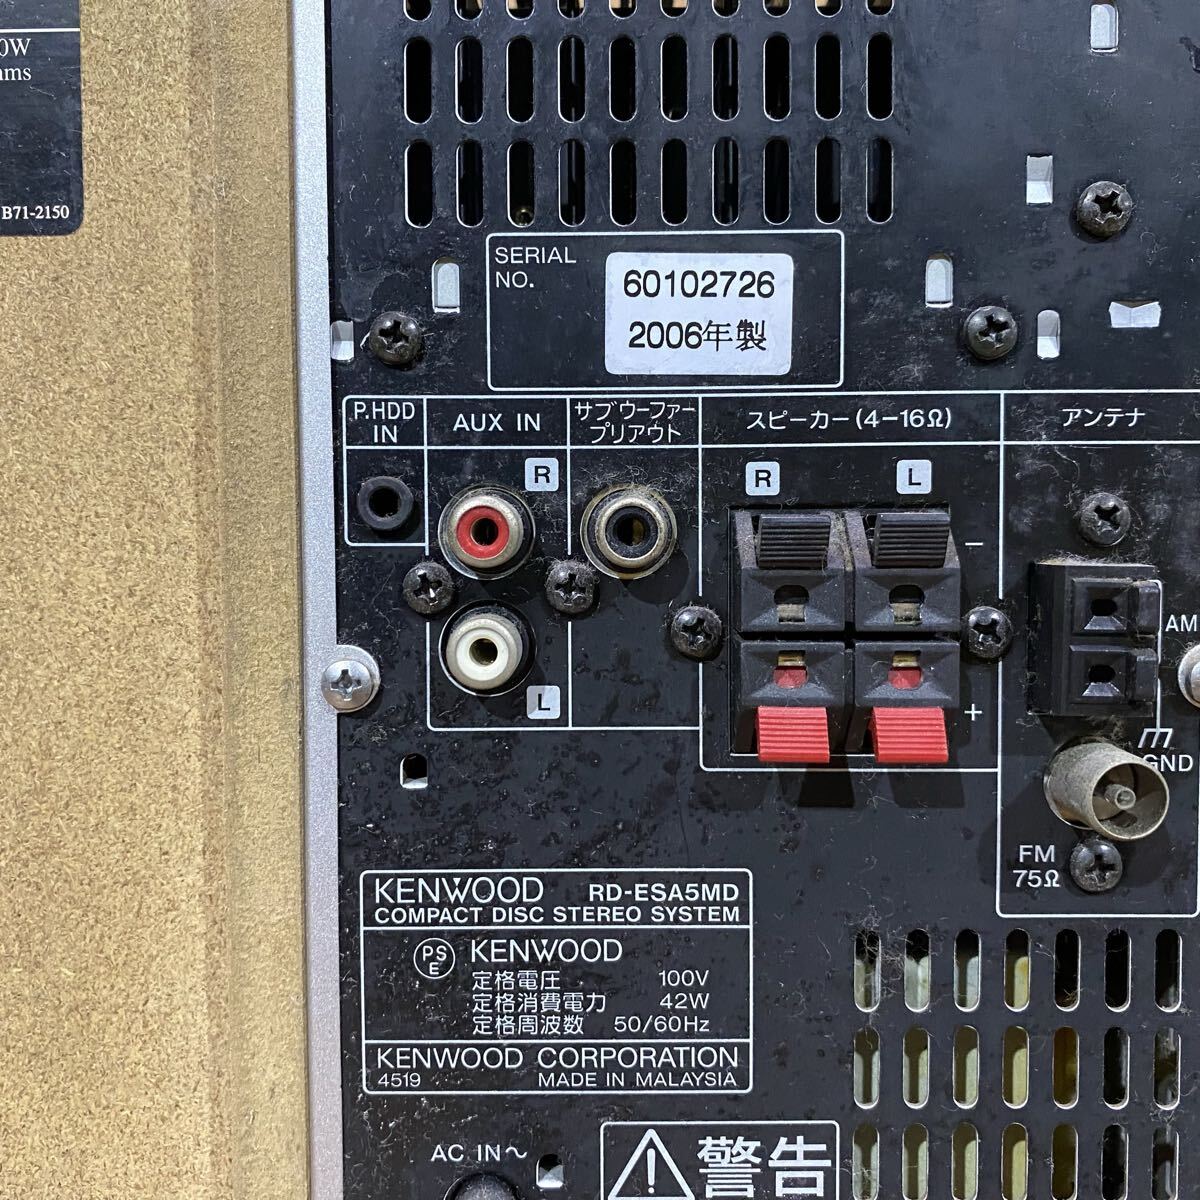 0W
ms
B71-2150
SERIAL
NO.
60102726
2006年製
P.HDD
IN
AUX IN
サブウーファー
プリアウト
スピーカー (4-16Ω)
アンテナ
R
R
L
-
L
+
AM
GND
FM
75Ω
KENWOOD RD-ESA5MD
COMPACT DISC STEREO SYSTEM
PS
E
KENWOOD
定格電圧 100V
定格消費電力 42W
定格周波数 50/60Hz
KENWOOD CORPORATION
4519 MADE IN MALAYSIA
AC IN～
警告